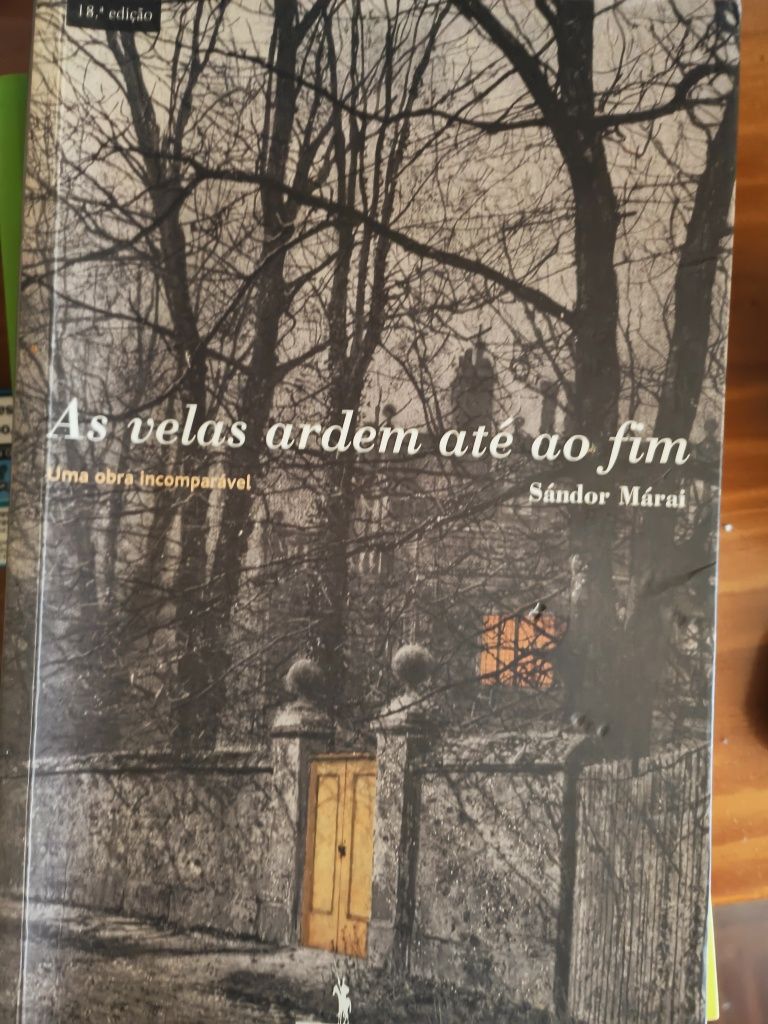 18.ª edição
As velas ardem até ao fim
Uma obra incomparável
Sándor Márai